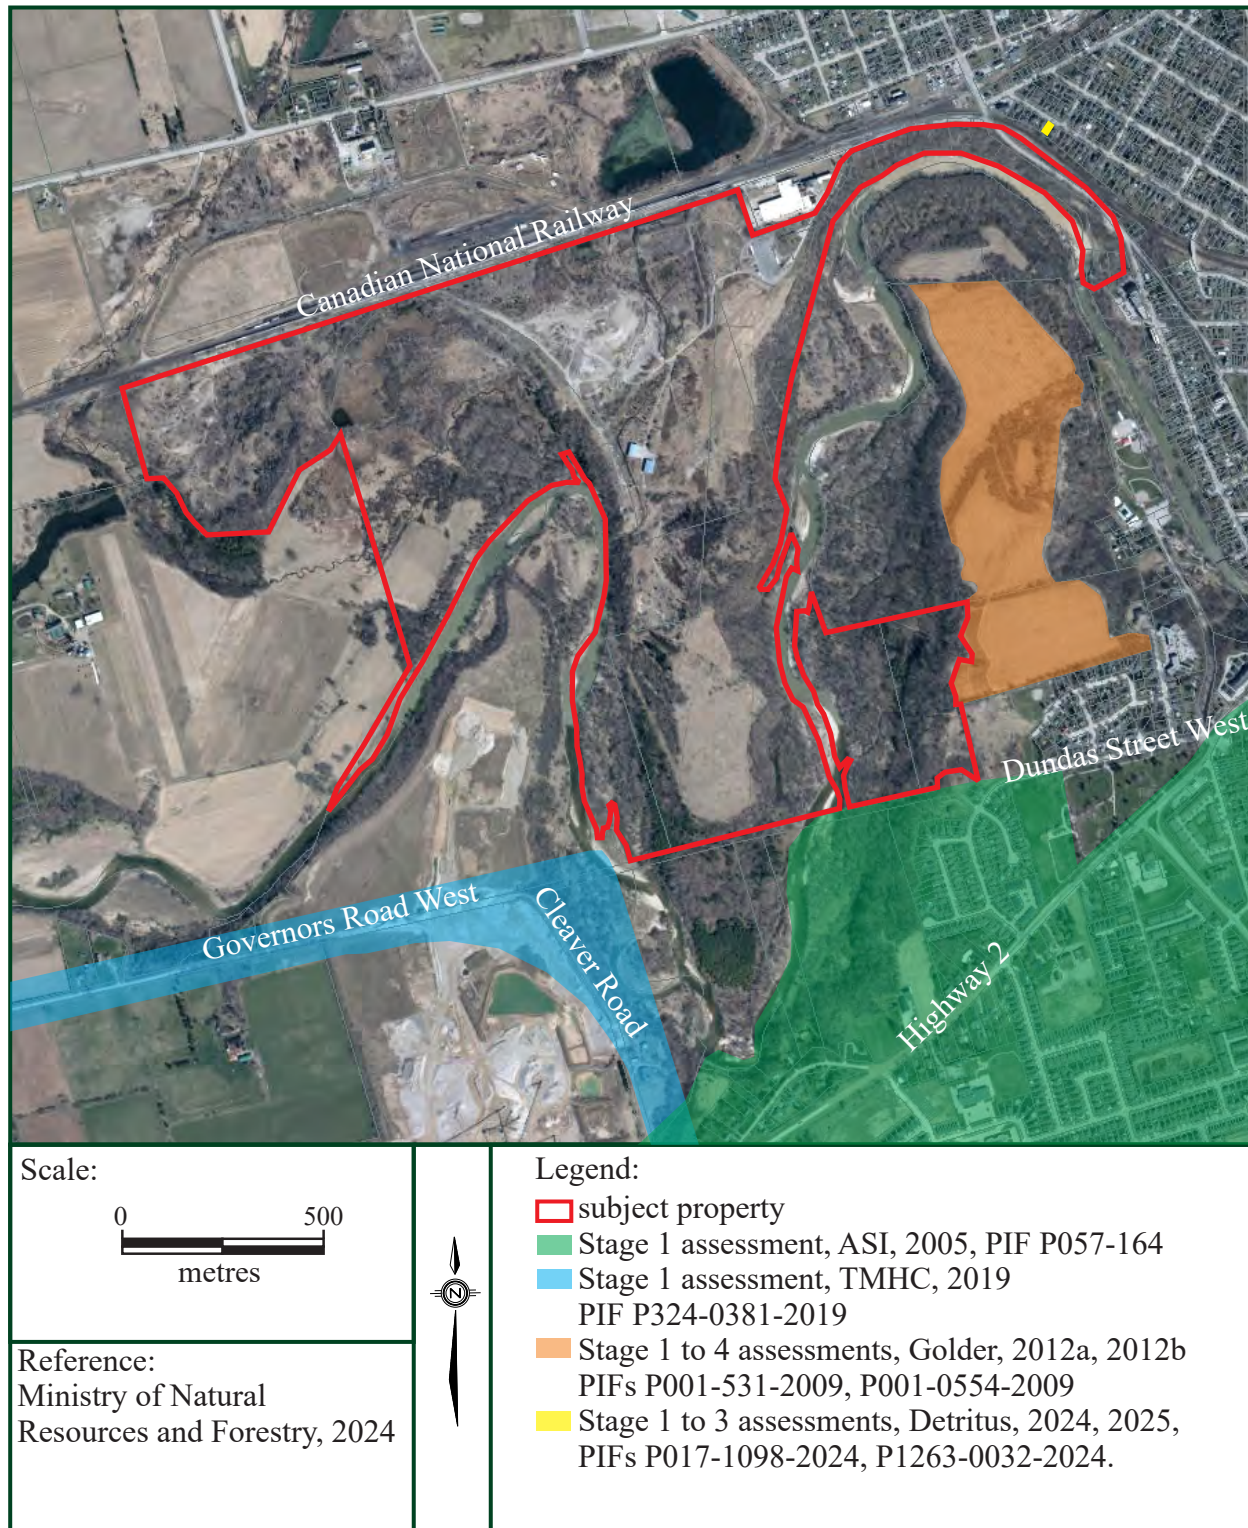 Canadian National Railway
Dundas Street West
Governors Road West
Cleaver Road
Highway 2
Scale:
0 500
metres
Reference:
Ministry of Natural
Resources and Forestry, 2024
N
Legend:
subject property
Stage 1 assessment, ASI, 2005, PIF P057-164
Stage 1 assessment, TMHC, 2019
PIF P324-0381-2019
Stage 1 to 4 assessments, Golder, 2012a, 2012b
PIFs P001-531-2009, P001-0554-2009
Stage 1 to 3 assessments, Detritus, 2024, 2025,
PIFs P017-1098-2024, P1263-0032-2024.